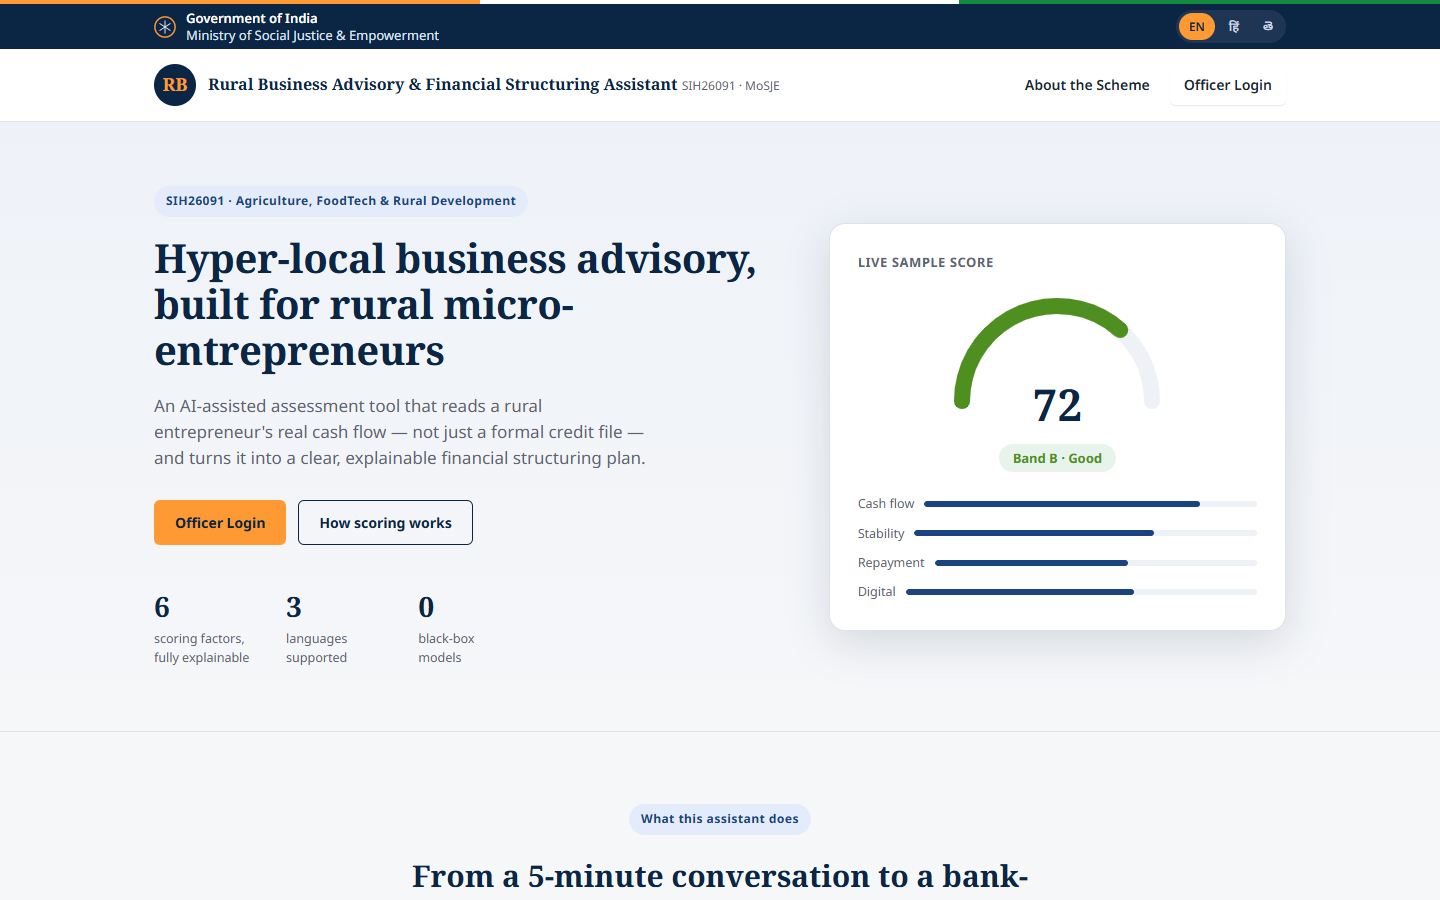 Government of India
Ministry of Social Justice & Empowerment
EN हिं తె
RB
Rural Business Advisory & Financial Structuring Assistant SIH26091 · MoSJE
About the Scheme
Officer Login
SIH26091 · Agriculture, FoodTech & Rural Development
Hyper-local business advisory,
built for rural micro-
entrepreneurs
An AI-assisted assessment tool that reads a rural
entrepreneur's real cash flow — not just a formal credit file —
and turns it into a clear, explainable financial structuring plan.
Officer Login
How scoring works
6
scoring factors,
fully explainable
3
languages
supported
0
black-box
models
LIVE SAMPLE SCORE
72
Band B · Good
Cash flow
Stability
Repayment
Digital
What this assistant does
From a 5-minute conversation to a bank-